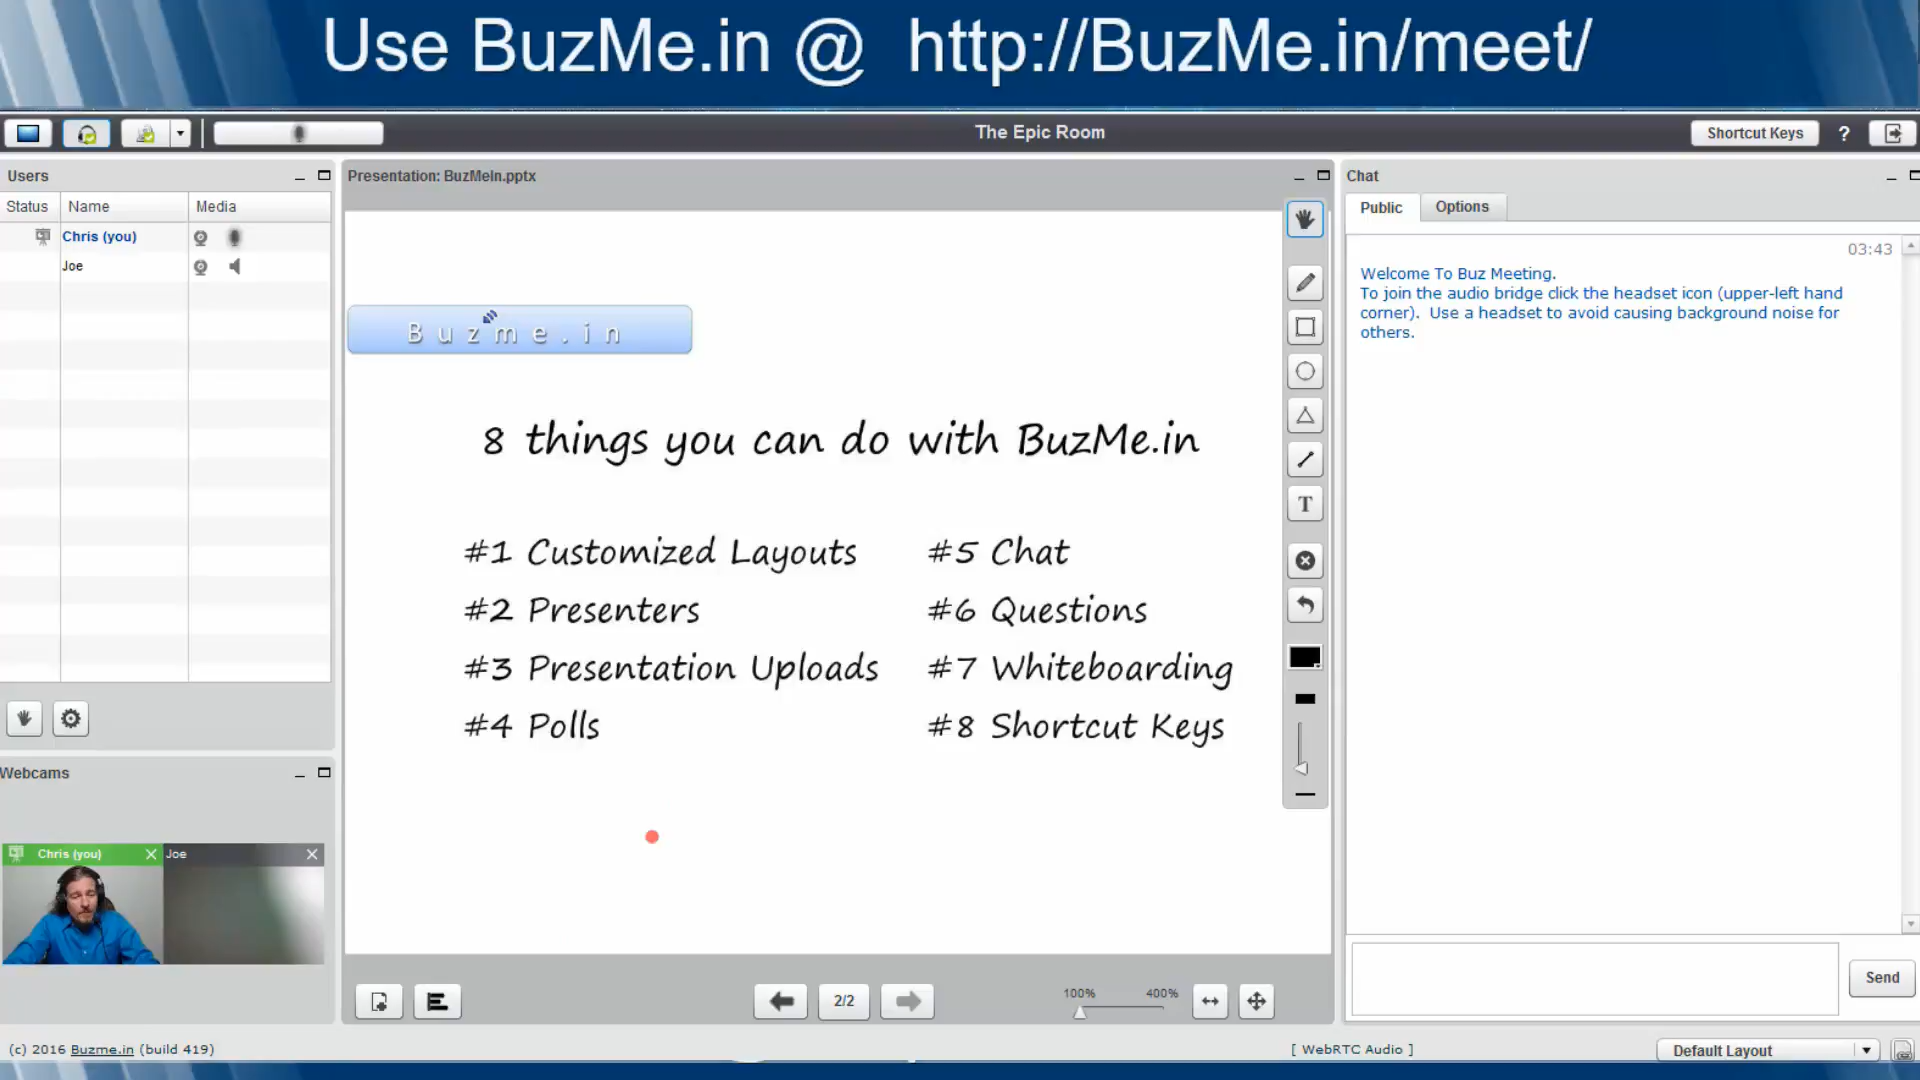 Use BuzMe.in @ http://BuzMe.in/meet/
The Epic Room
Shortcut Keys
?
Users
Status Name Media
Chris (you)
Joe
Webcams
Chris (you)
Joe
Presentation: BuzMeIn.pptx
Buzme.in
8 things you can do with BuzMe.in
#1 Customized Layouts
#2 Presenters
#3 Presentation Uploads
#4 Polls
#5 Chat
#6 Questions
#7 Whiteboarding
#8 Shortcut Keys
T
2/2
100% 400%
Chat
Public Options
03:43
Welcome To Buz Meeting.
To join the audio bridge click the headset icon (upper-left hand
corner). Use a headset to avoid causing background noise for
others.
Send
(c) 2016 Buzme.in (build 419)
[ WebRTC Audio ]
Default Layout